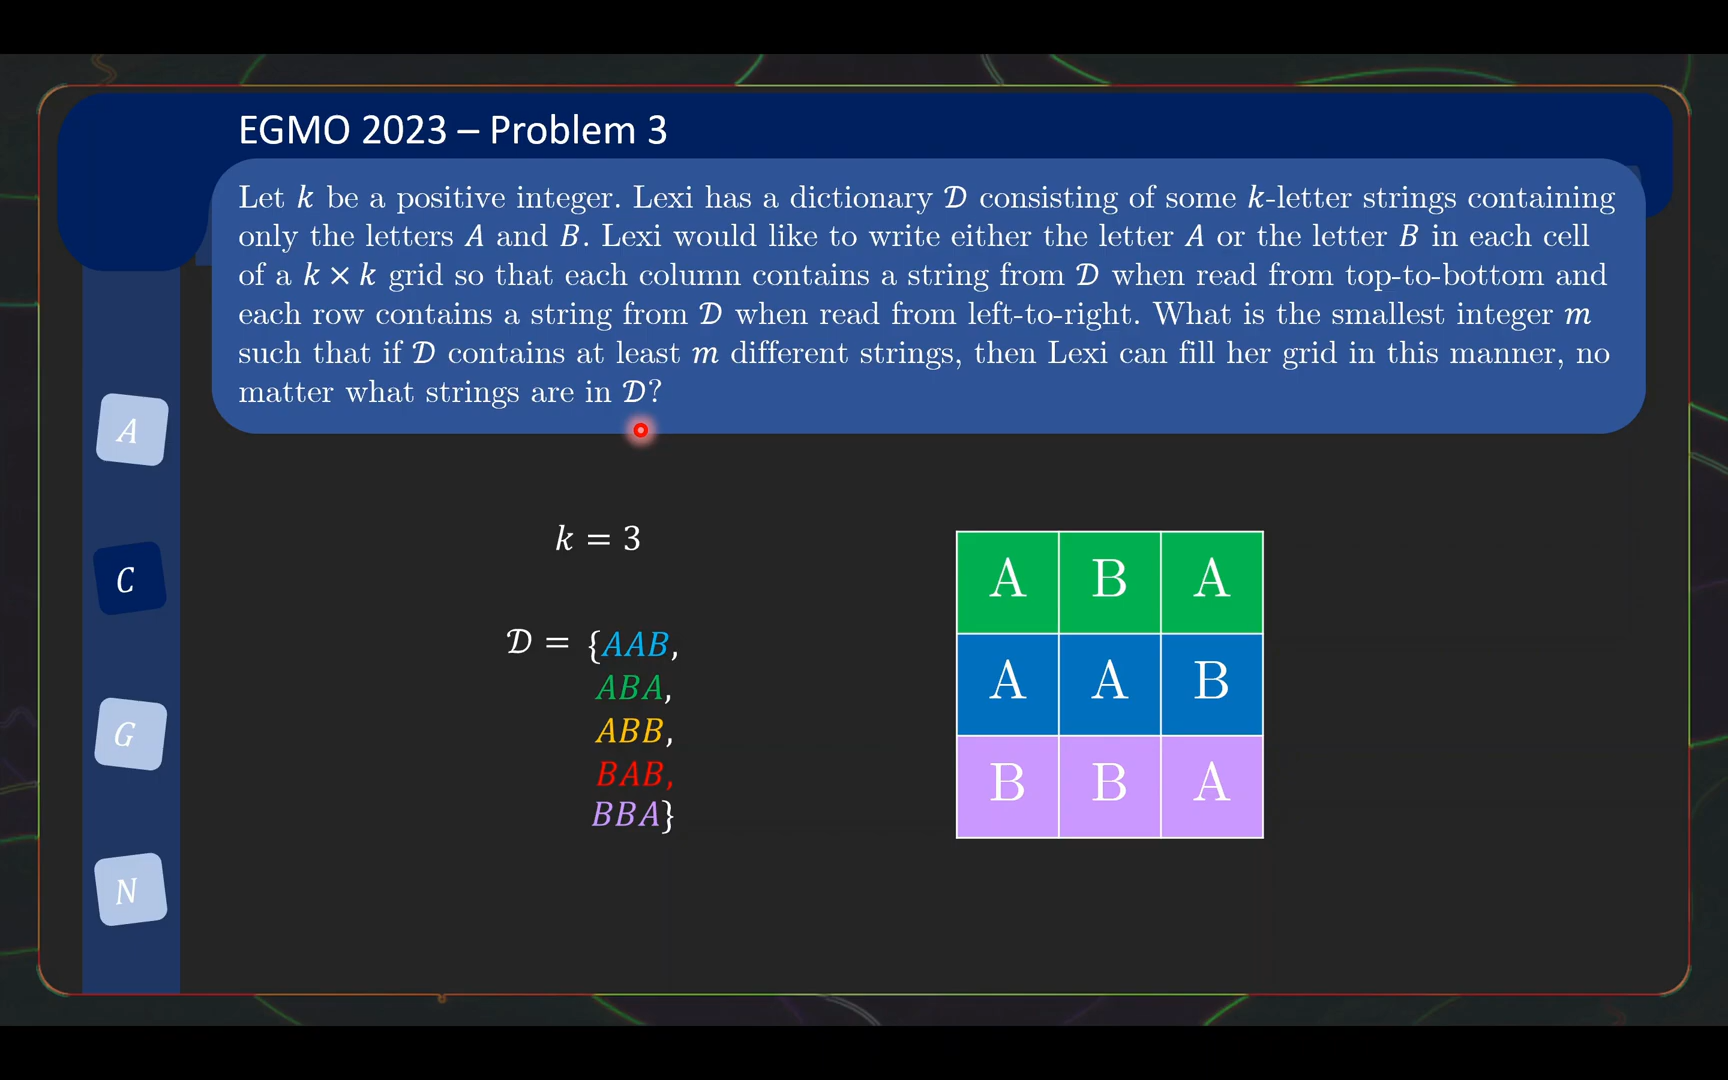 EGMO 2023 – Problem 3
Let k be a positive integer. Lexi has a dictionary 𝒟 consisting of some k-letter strings containing
only the letters A and B. Lexi would like to write either the letter A or the letter B in each cell
of a k × k grid so that each column contains a string from 𝒟 when read from top-to-bottom and
each row contains a string from 𝒟 when read from left-to-right. What is the smallest integer m
such that if 𝒟 contains at least m different strings, then Lexi can fill her grid in this manner, no
matter what strings are in 𝒟?
A
C
G
N
k = 3
𝒟 = {AAB,
ABA,
ABB,
BAB,
BBA}
A B A
A A B
B B A